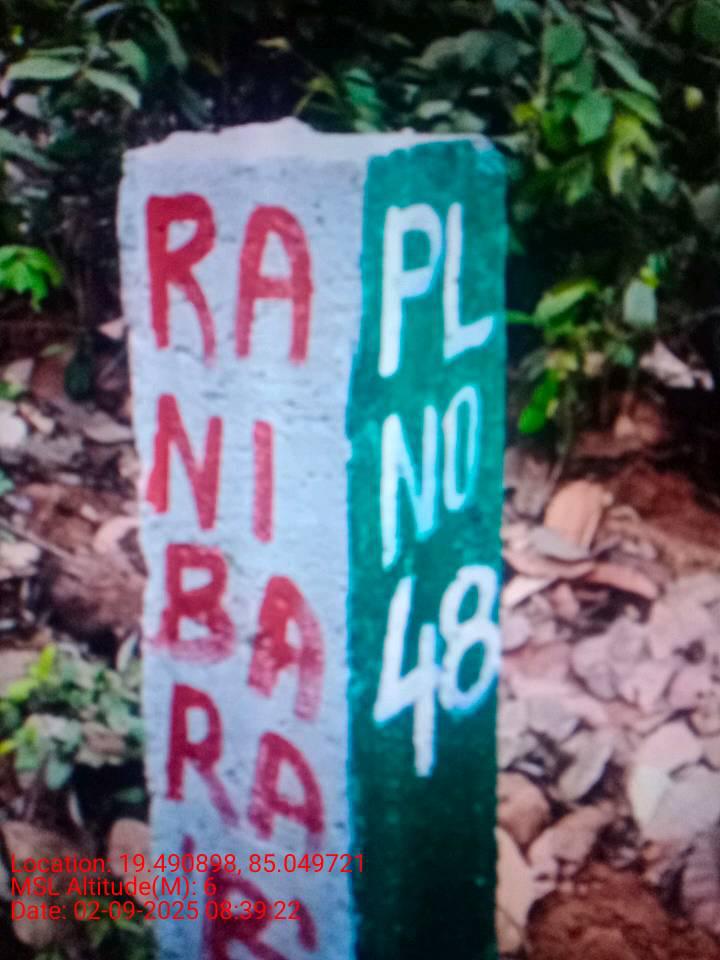 RA
NI
BA
RA
PL
NO
48
Location: 19.490898, 85.049721
MSL Altitude(M): 6
Date: 02-09-2025 08:39:22